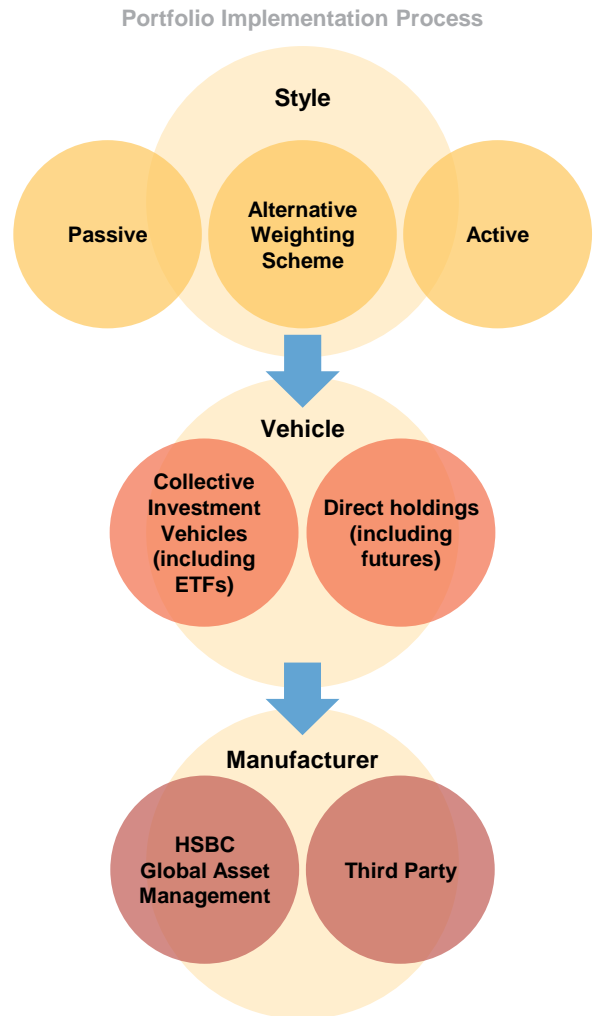 Portfolio Implementation Process
Style
Passive
Alternative
Weighting
Scheme
Active
Vehicle
Collective
Investment
Vehicles
(including
ETFs)
Direct holdings
(including
futures)
Manufacturer
HSBC
Global Asset
Management
Third Party